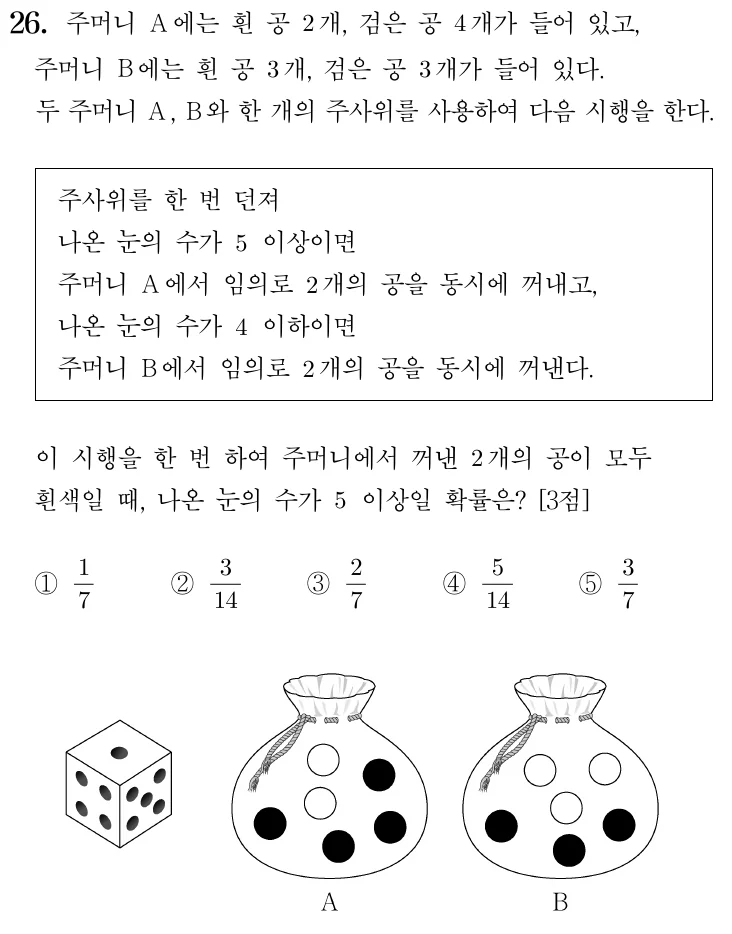 26. 주머니 A에는 흰 공 2개, 검은 공 4개가 들어 있고,
주머니 B에는 흰 공 3개, 검은 공 3개가 들어 있다.
두 주머니 A, B와 한 개의 주사위를 사용하여 다음 시행을 한다.
주사위를 한 번 던져
나온 눈의 수가 5 이상이면
주머니 A에서 임의로 2개의 공을 동시에 꺼내고,
나온 눈의 수가 4 이하이면
주머니 B에서 임의로 2개의 공을 동시에 꺼낸다.
이 시행을 한 번 하여 주머니에서 꺼낸 2개의 공이 모두
흰색일 때, 나온 눈의 수가 5 이상일 확률은? [3점]
① 1/7 ② 3/14 ③ 2/7 ④ 5/14 ⑤ 3/7
A B